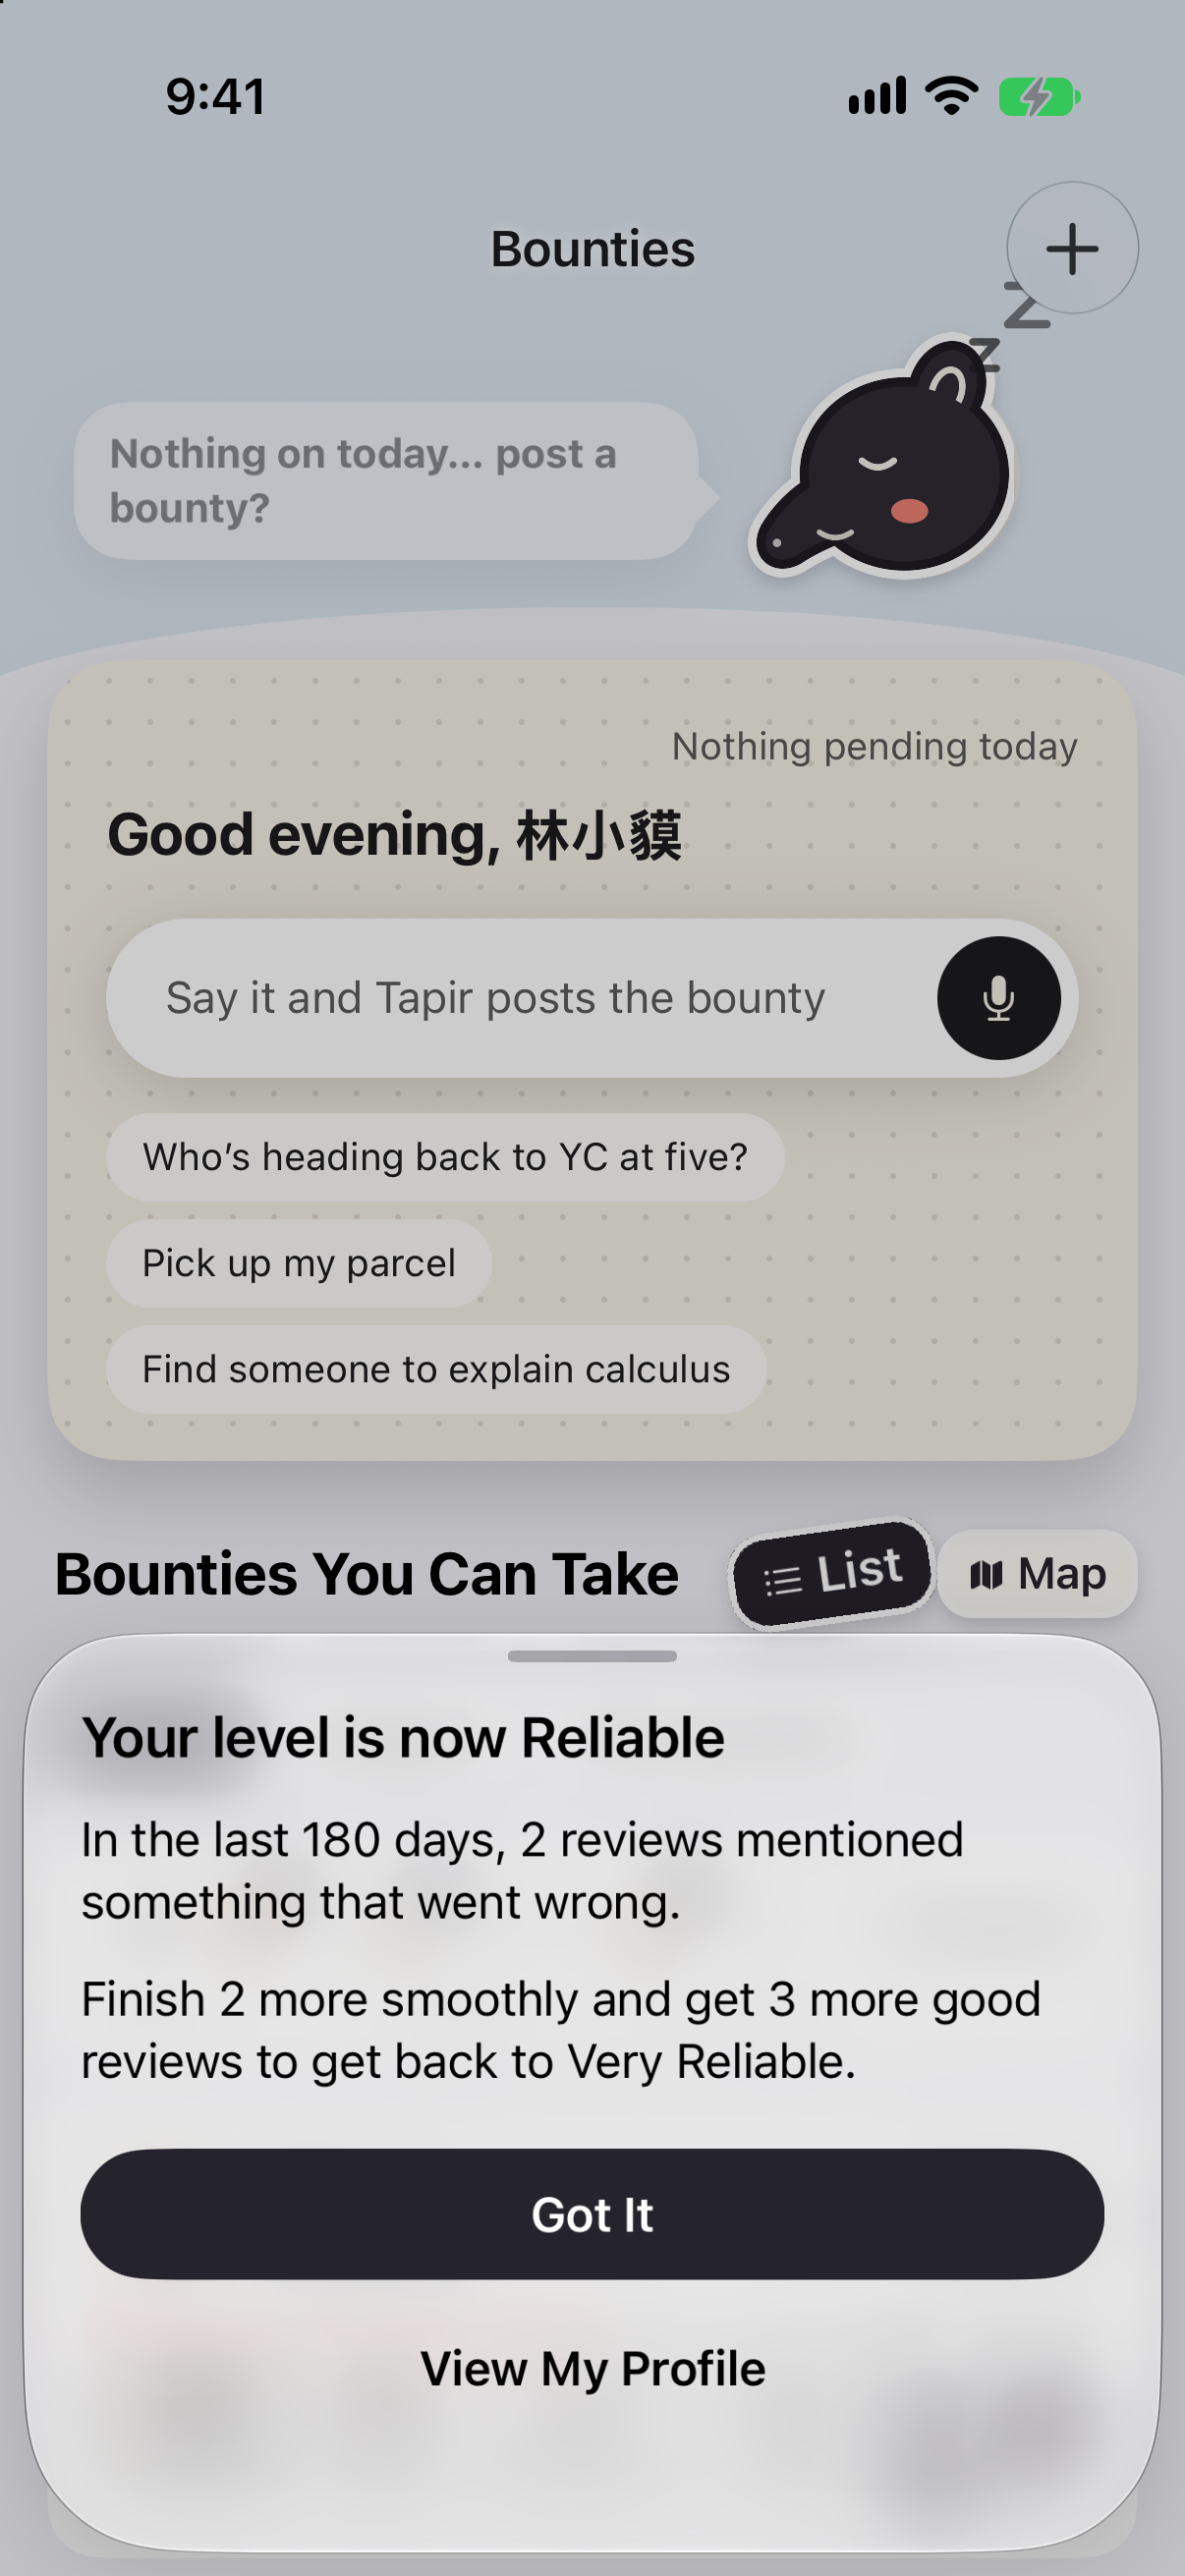 9:41
Bounties
z
z
Nothing on today... post a
bounty?
Nothing pending today
Good evening, 林小貘
Say it and Tapir posts the bounty
Who’s heading back to YC at five?
Pick up my parcel
Find someone to explain calculus
Bounties You Can Take
List
Map
Your level is now Reliable
In the last 180 days, 2 reviews mentioned
something that went wrong.
Finish 2 more smoothly and get 3 more good
reviews to get back to Very Reliable.
Got It
View My Profile